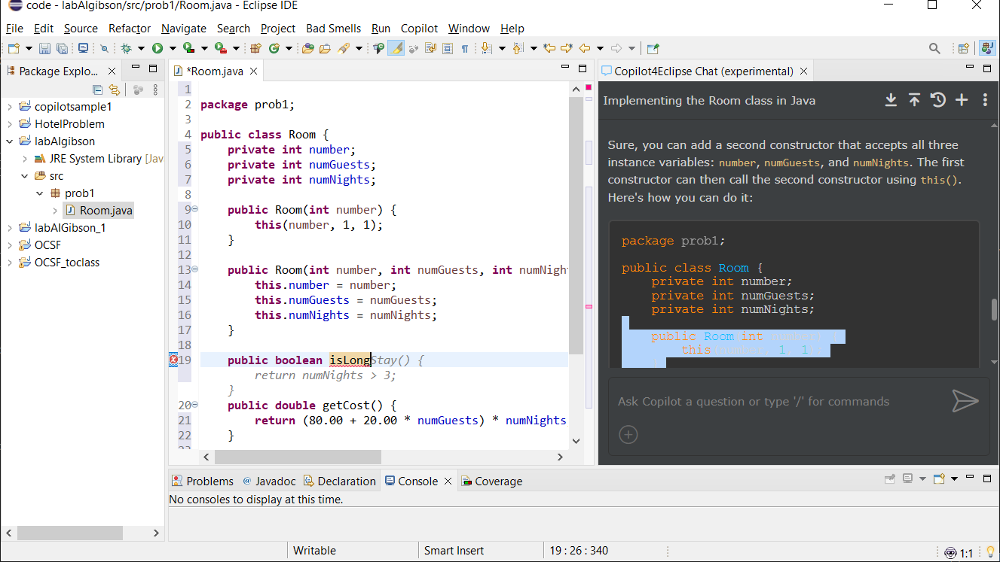 code - labAIgibson/src/prob1/Room.java - Eclipse IDE
File Edit Source Refactor Navigate Search Project Bad Smells Run Copilot Window Help
Package Explo...
copilotsample1
HotelProblem
labAIgibson
JRE System Library [Jav
src
prob1
Room.java
labAIGibson_1
OCSF
OCSF_toclass
*Room.java
1
2 package prob1;
3
4 public class Room {
5 private int number;
6 private int numGuests;
7 private int numNights;
8
9 public Room(int number) {
10 this(number, 1, 1);
11 }
12
13 public Room(int number, int numGuests, int numNigh
14 this.number = number;
15 this.numGuests = numGuests;
16 this.numNights = numNights;
17 }
18
19 public boolean isLongStay() {
return numNights > 3;
}
20 public double getCost() {
21 return (80.00 + 20.00 * numGuests) * numNights
22 }
Copilot4Eclipse Chat (experimental)
Implementing the Room class in Java
Sure, you can add a second constructor that accepts all three
instance variables: number, numGuests, and numNights. The first
constructor can then call the second constructor using this().
Here's how you can do it:
package prob1;
public class Room {
private int number;
private int numGuests;
private int numNights;
public Room int
this 1, 1
Ask Copilot a question or type '/' for commands
Problems @ Javadoc Declaration Console Coverage
No consoles to display at this time.
Writable Smart Insert 19 : 26 : 340 1:1